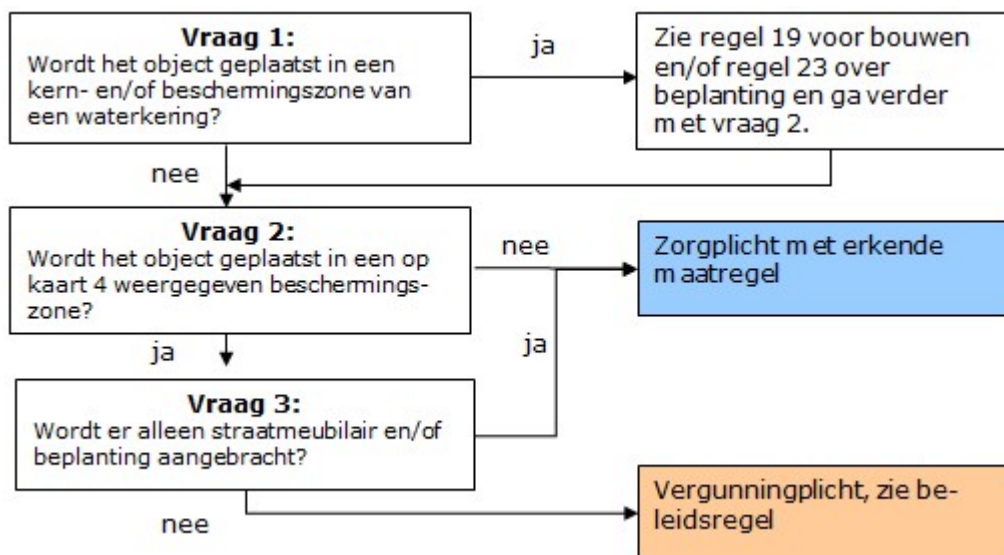 Vraag 1:
Wordt het object geplaatst in een
kern- en/of beschermingszone van
een waterkering?
ja
Zie regel 19 voor bouwen
en/of regel 23 over
beplanting en ga verder
met vraag 2.
nee
Vraag 2:
Wordt het object geplaatst in een op
kaart 4 weergegeven beschermings-
zone?
nee
Zorgplicht met erkende
maatregel
ja
ja
Vraag 3:
Wordt er alleen straatmeubilair en/of
beplanting aangebracht?
nee
Vergunningplicht, zie be-
leidsregel